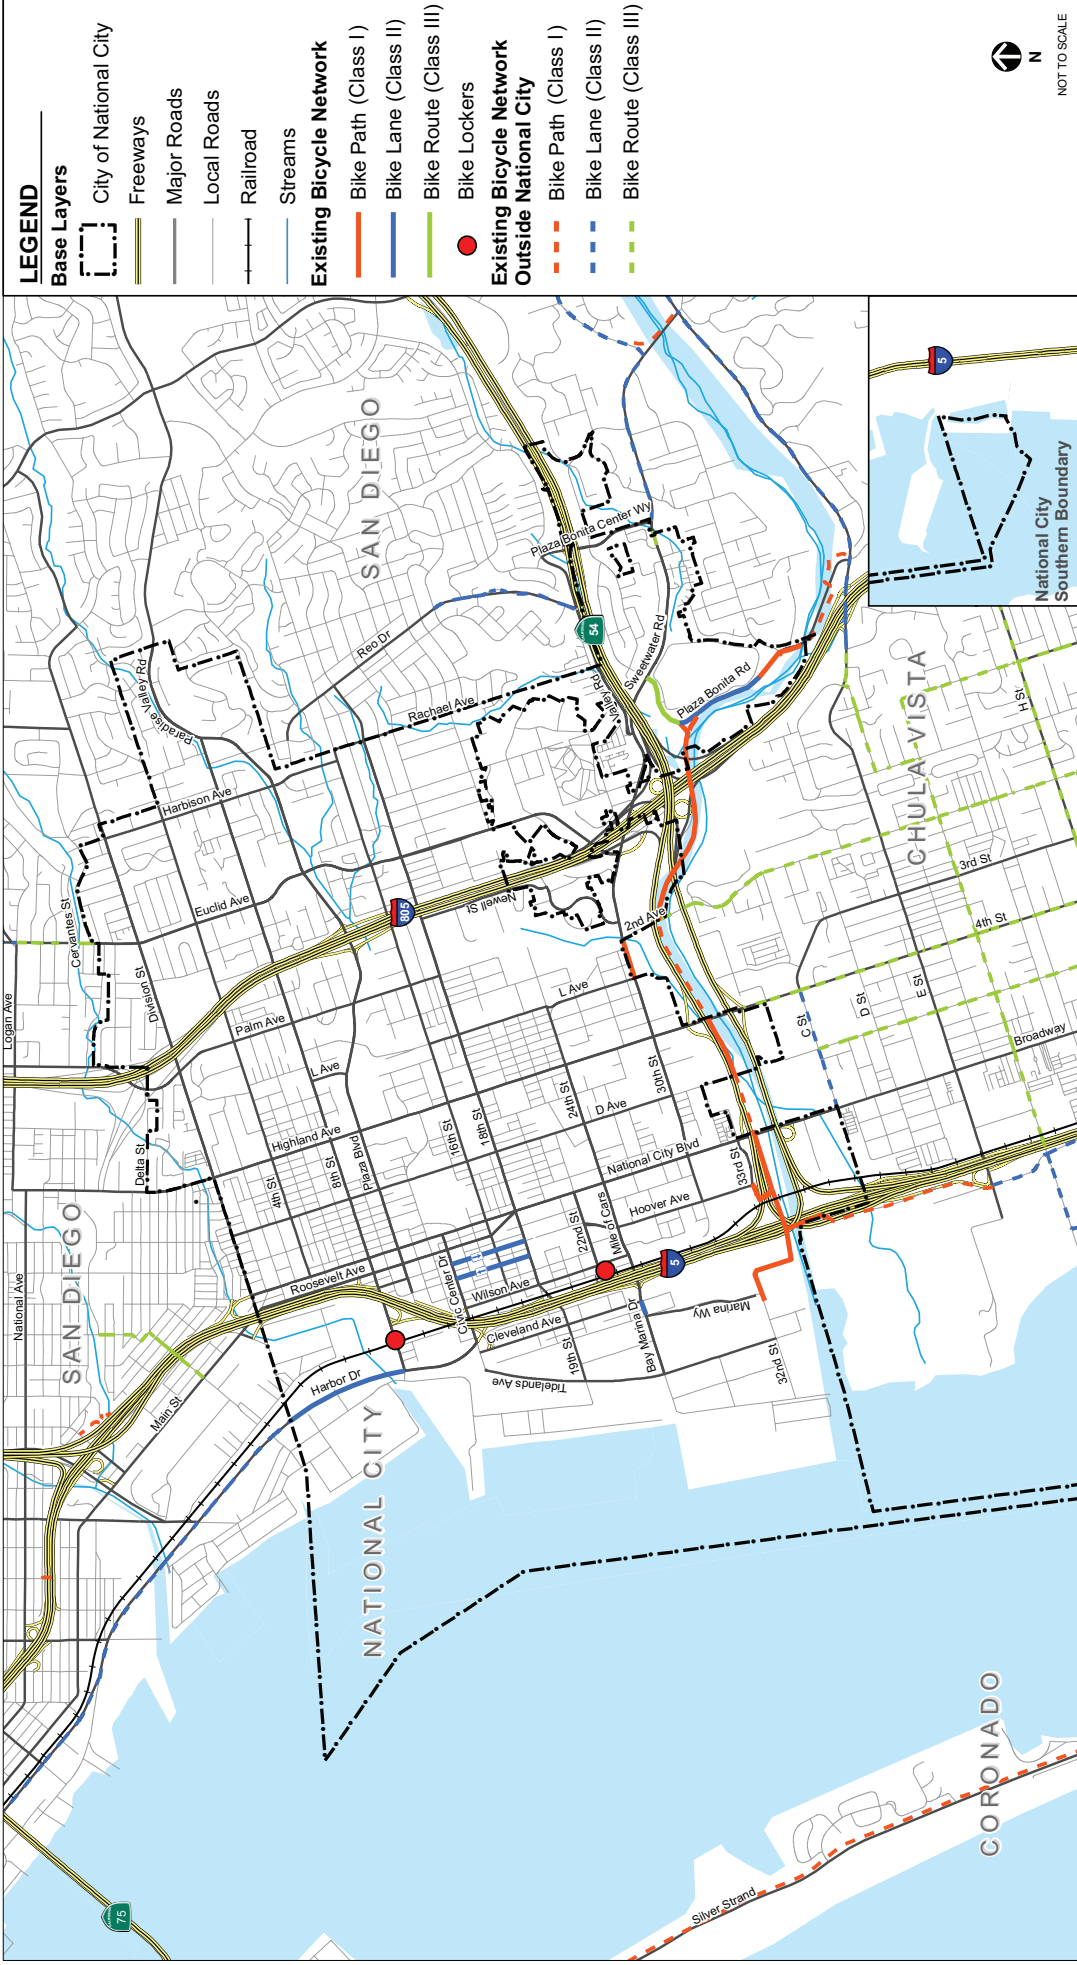 LEGEND
Base Layers
City of National City
Freeways
Major Roads
Local Roads
Railroad
Streams
Existing Bicycle Network
Bike Path (Class I)
Bike Lane (Class II)
Bike Route (Class III)
Bike Lockers
Existing Bicycle Network
Outside National City
Bike Path (Class I)
Bike Lane (Class II)
Bike Route (Class III)
N
NOT TO SCALE
SAN DIEGO
SAN DIEGO
NATIONAL CITY
CHULA VISTA
CORONADO
National City
Southern Boundary
5
5
805
54
75
Logan Ave
National Ave
Main St
Cervantes St
Delta St
Division St
Paradise Valley Rd
Harbison Ave
Euclid Ave
Palm Ave
L Ave
Highland Ave
4th St
8th St
Plaza Blvd
Roosevelt Ave
Harbor Dr
Civic Center Dr
Wilson Ave
Cleveland Ave
Tidelands Ave
16th St
18th St
19th St
22nd St
24th St
Mile of Cars
Bay Marina Dr
Marina Wy
Hoover Ave
National City Blvd
D Ave
L Ave
30th St
32nd St
33rd St
2nd Ave
Newell St
Rachael Ave
Reo Dr
Valley Rd
Sweetwater Rd
Plaza Bonita Rd
Plaza Bonita Center Wy
C St
D St
E St
H St
3rd St
4th St
Broadway
Silver Strand